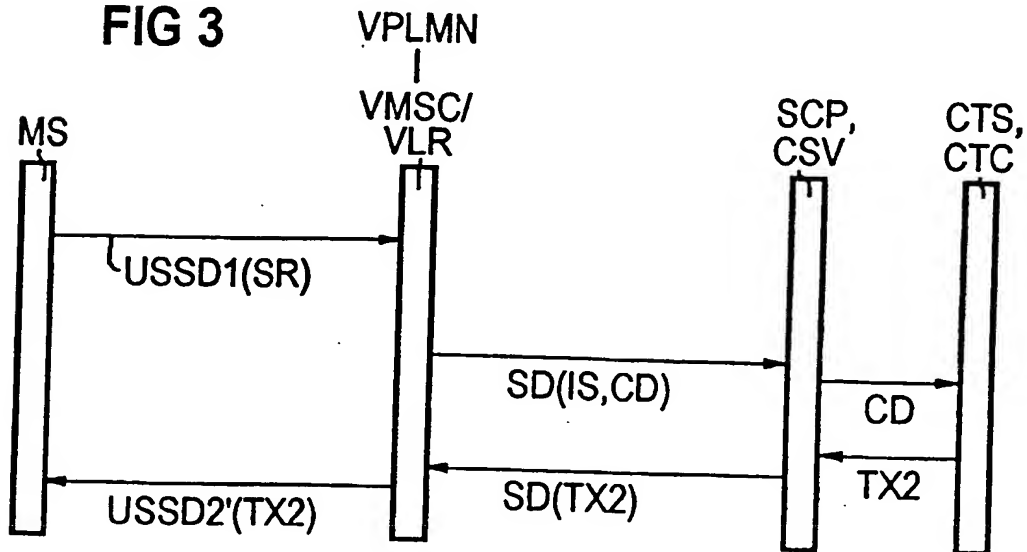 FIG 3
VPLMN
VMSC/
VLR
MS
SCP,
CSV
CTS,
CTC
USSD1(SR)
SD(IS,CD)
CD
TX2
SD(TX2)
USSD2'(TX2)